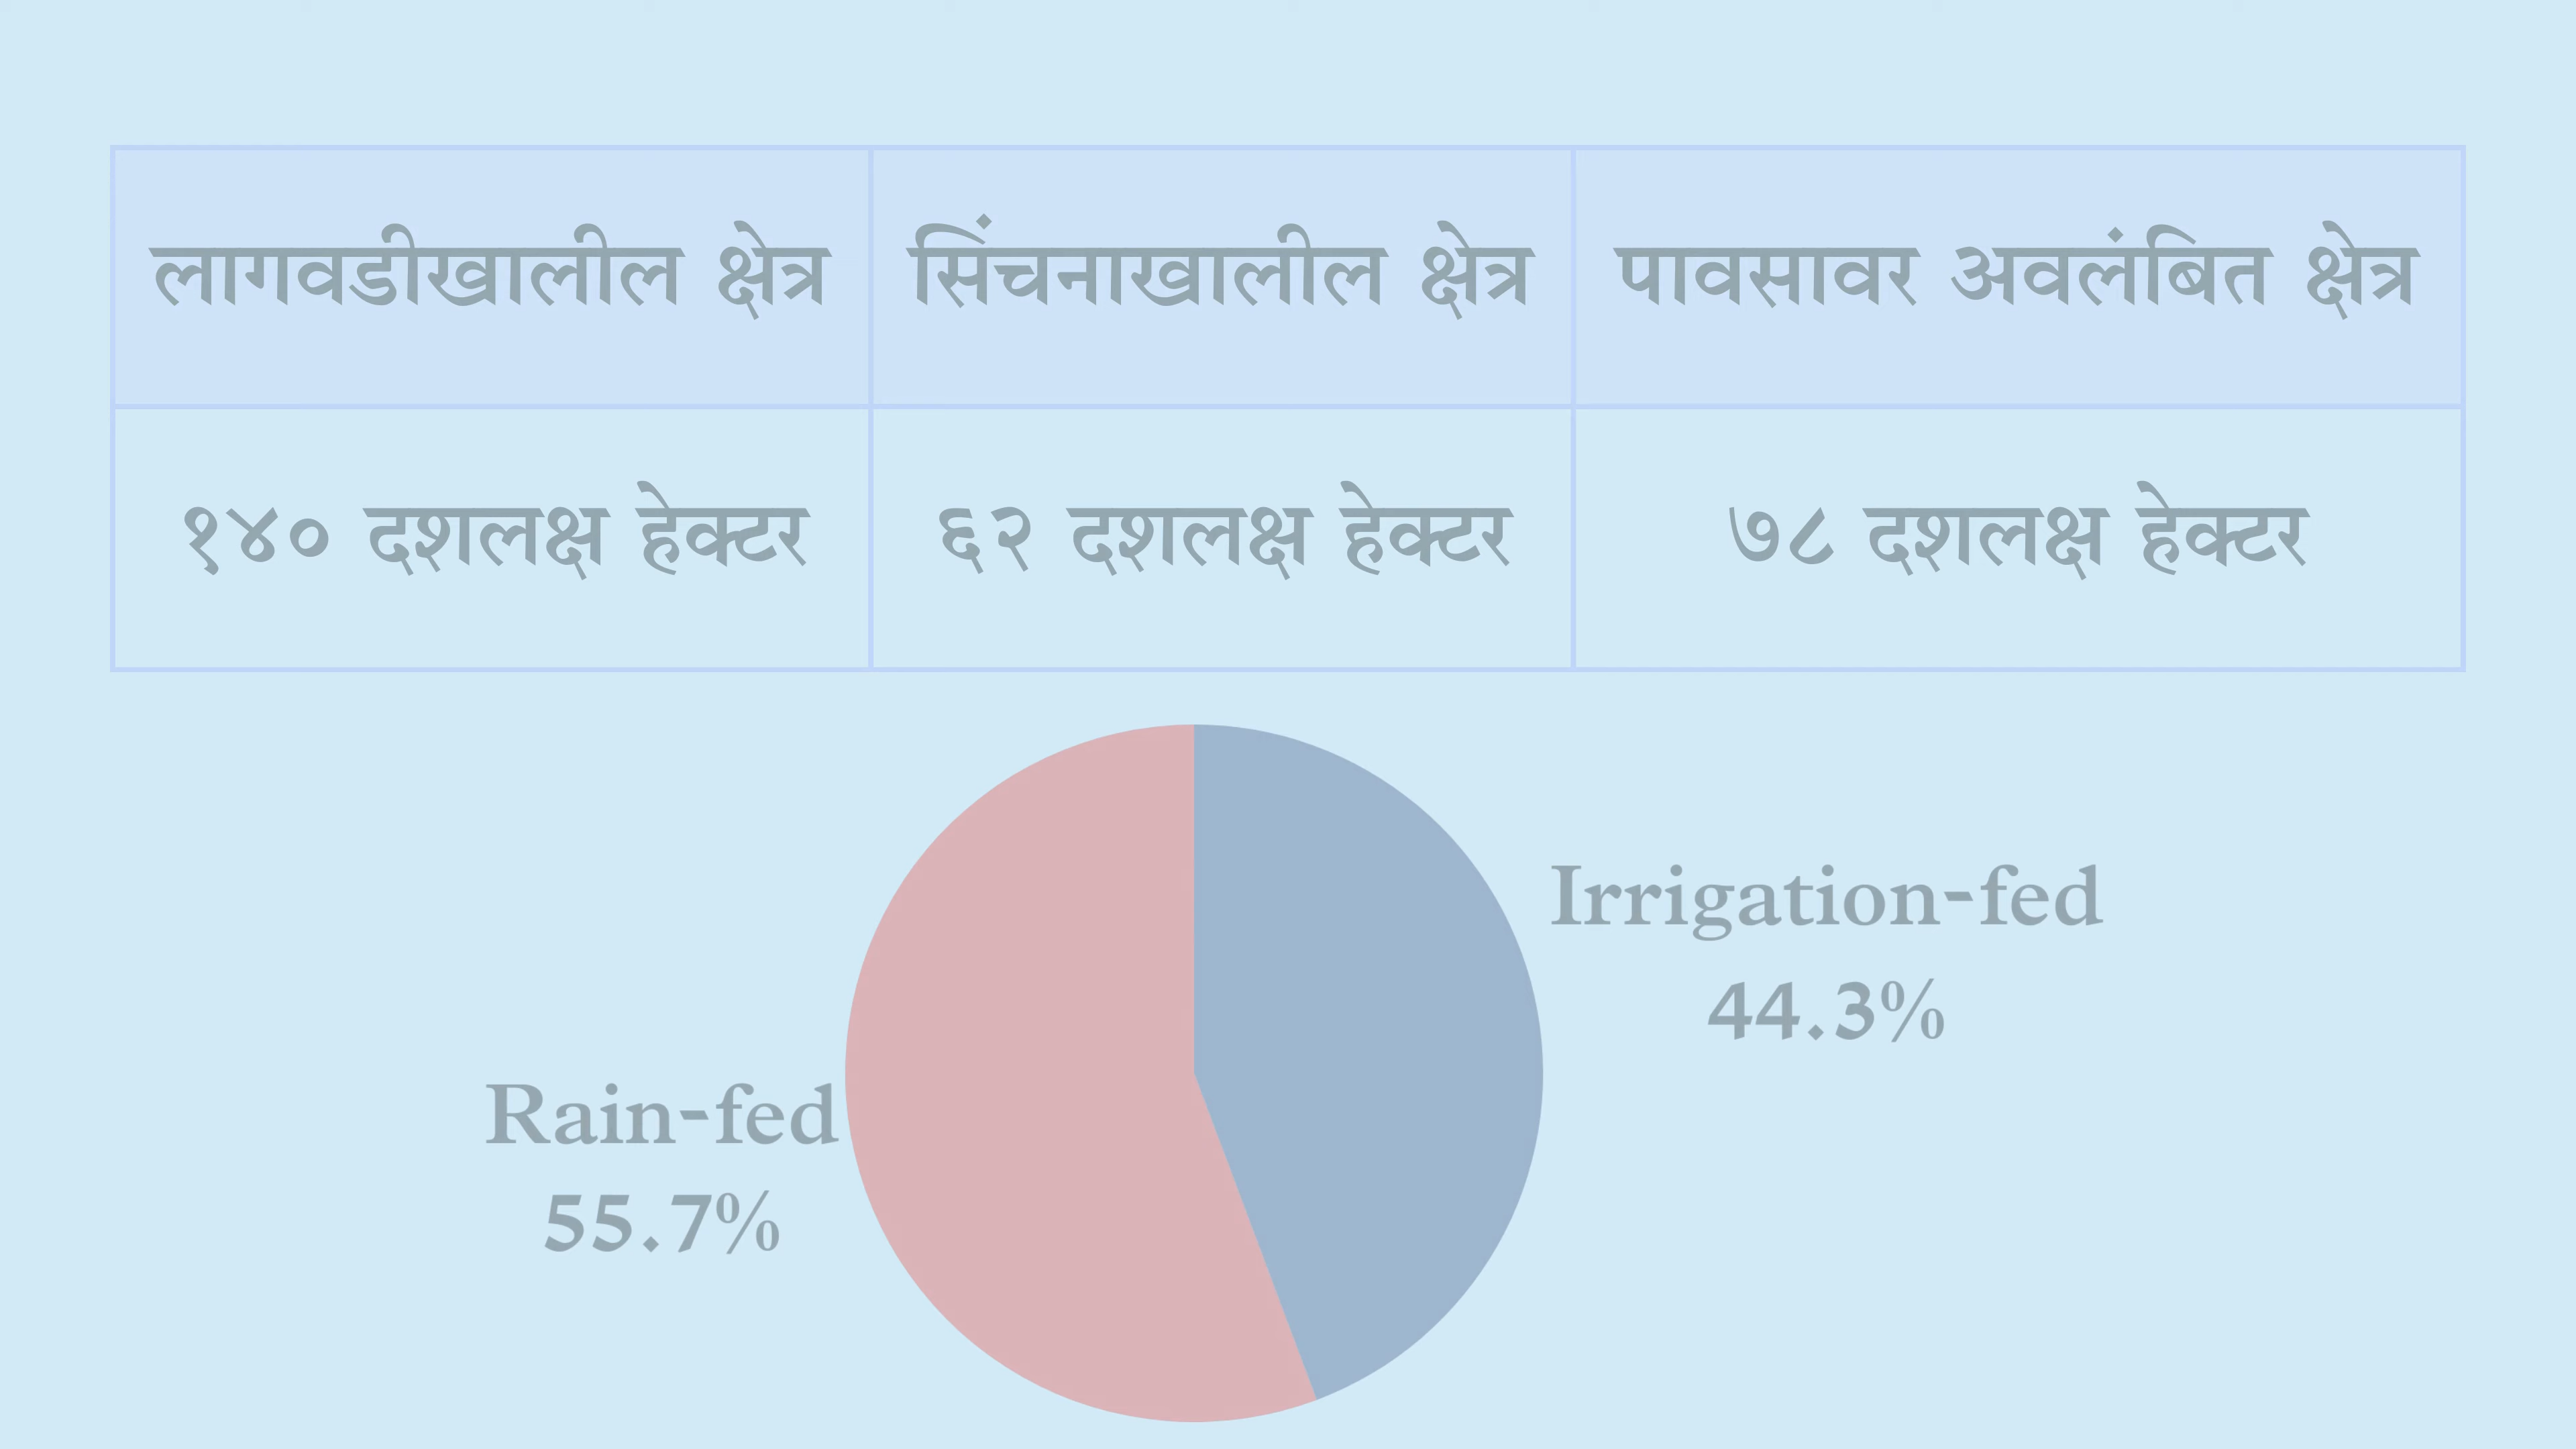 लागवडीखालील क्षेत्र सिंचनाखालील क्षेत्र पावसावर अवलंबित क्षेत्र
१४० दशलक्ष हेक्टर ६२ दशलक्ष हेक्टर ७८ दशलक्ष हेक्टर
Irrigation-fed
44.3%
Rain-fed
55.7%